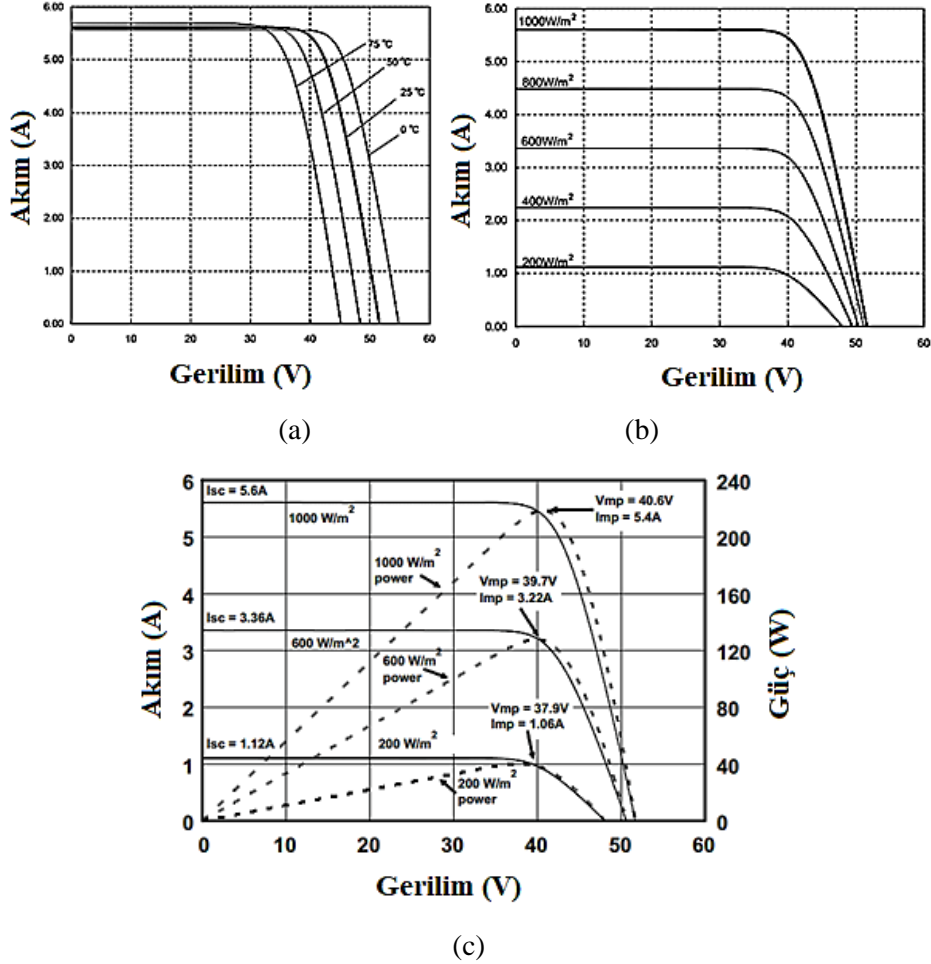 6.00
5.00
4.00
3.00
2.00
1.00
0.00
0
10
20
30
40
50
60
75 °C
50 °C
25 °C
0 °C
Akım (A)
Gerilim (V)
(a)
6.00
5.00
4.00
3.00
2.00
1.00
0.00
0
10
20
30
40
50
60
1000W/m²
800W/m²
600W/m²
400W/m²
200W/m²
Akım (A)
Gerilim (V)
(b)
6
5
4
3
2
1
0
0
10
20
30
40
50
60
240
200
160
120
80
40
0
Isc = 5.6A
1000 W/m²
Vmp = 40.6V
Imp = 5.4A
1000 W/m²
power
Vmp = 39.7V
Imp = 3.22A
Isc = 3.36A
600 W/m^2
600 W/m²
power
Vmp = 37.9V
Imp = 1.06A
Isc = 1.12A
200 W/m²
200 W/m²
power
Akım (A)
Güç (W)
Gerilim (V)
(c)